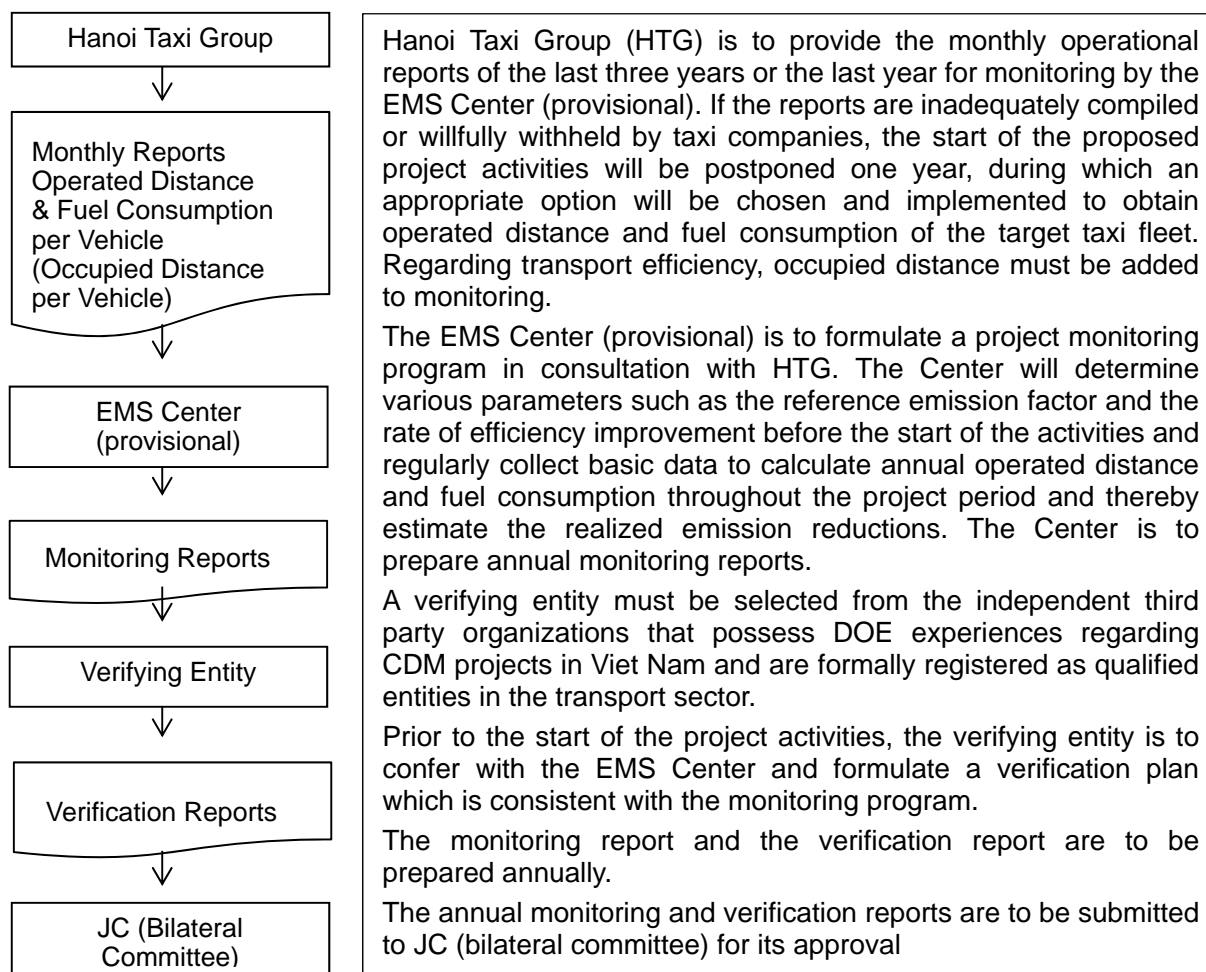 Hanoi Taxi Group
Monthly Reports
Operated Distance
& Fuel Consumption
per Vehicle
(Occupied Distance
per Vehicle)
EMS Center
(provisional)
Monitoring Reports
Verifying Entity
Verification Reports
JC (Bilateral
Committee)
Hanoi Taxi Group (HTG) is to provide the monthly operational
reports of the last three years or the last year for monitoring by the
EMS Center (provisional). If the reports are inadequately compiled
or willfully withheld by taxi companies, the start of the proposed
project activities will be postponed one year, during which an
appropriate option will be chosen and implemented to obtain
operated distance and fuel consumption of the target taxi fleet.
Regarding transport efficiency, occupied distance must be added
to monitoring.
The EMS Center (provisional) is to formulate a project monitoring
program in consultation with HTG. The Center will determine
various parameters such as the reference emission factor and the
rate of efficiency improvement before the start of the activities and
regularly collect basic data to calculate annual operated distance
and fuel consumption throughout the project period and thereby
estimate the realized emission reductions. The Center is to
prepare annual monitoring reports.
A verifying entity must be selected from the independent third
party organizations that possess DOE experiences regarding
CDM projects in Viet Nam and are formally registered as qualified
entities in the transport sector.
Prior to the start of the project activities, the verifying entity is to
confer with the EMS Center and formulate a verification plan
which is consistent with the monitoring program.
The monitoring report and the verification report are to be
prepared annually.
The annual monitoring and verification reports are to be submitted
to JC (bilateral committee) for its approval